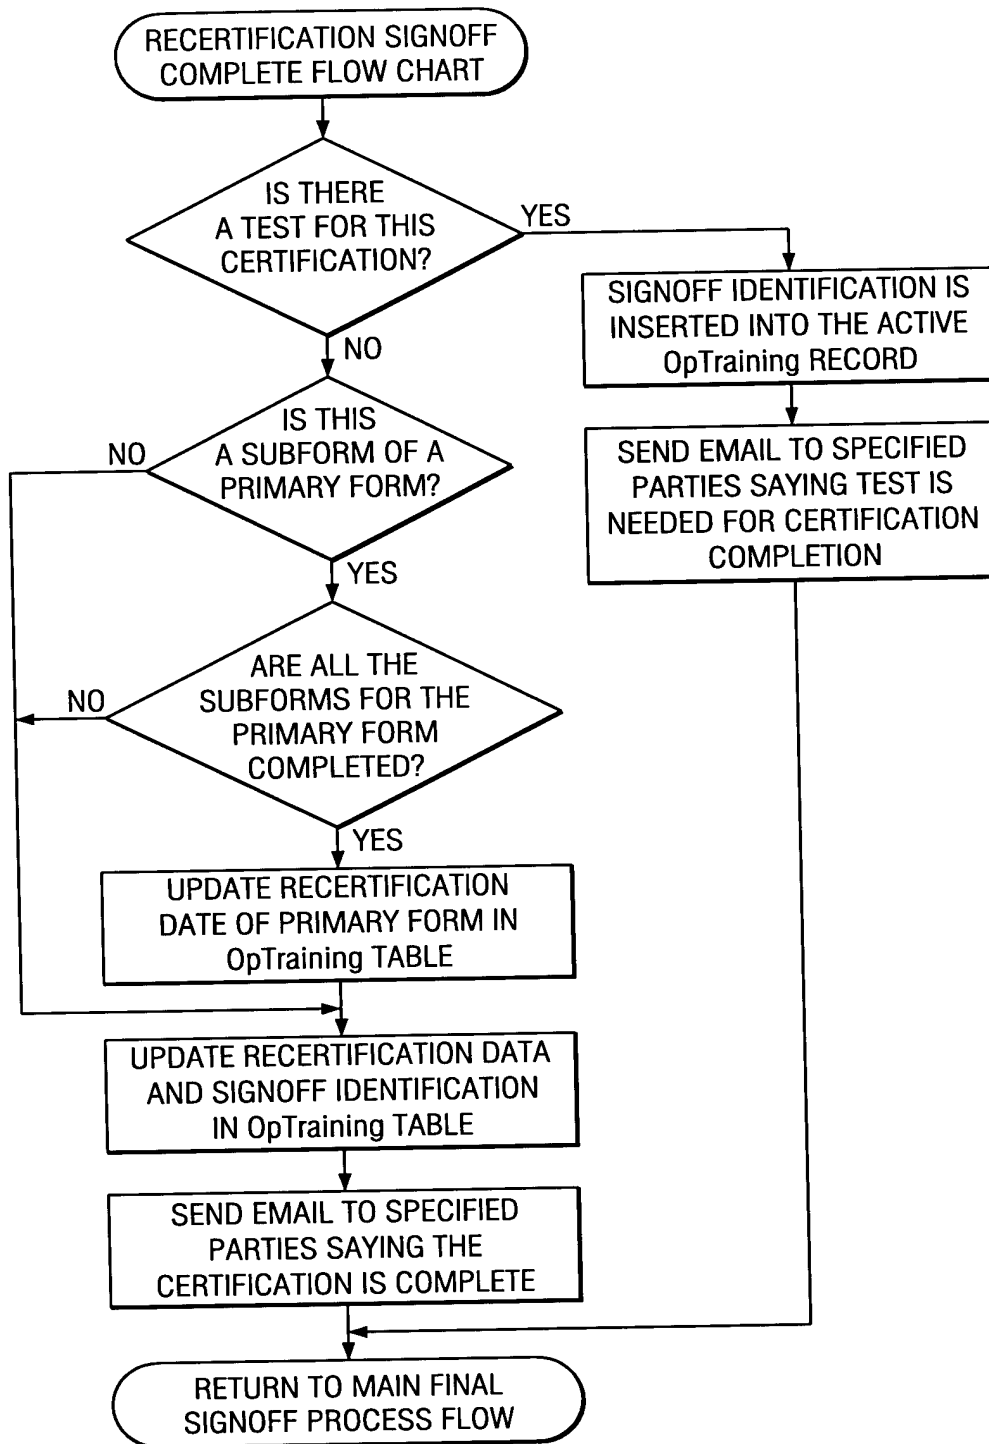 RECERTIFICATION SIGNOFF
COMPLETE FLOW CHART
IS THERE
A TEST FOR THIS
CERTIFICATION?
YES
SIGNOFF IDENTIFICATION IS
INSERTED INTO THE ACTIVE
OpTraining RECORD
NO
IS THIS
A SUBFORM OF A
PRIMARY FORM?
NO
SEND EMAIL TO SPECIFIED
PARTIES SAYING TEST IS
NEEDED FOR CERTIFICATION
COMPLETION
YES
ARE ALL THE
SUBFORMS FOR THE
PRIMARY FORM
COMPLETED?
NO
YES
UPDATE RECERTIFICATION
DATE OF PRIMARY FORM IN
OpTraining TABLE
UPDATE RECERTIFICATION DATA
AND SIGNOFF IDENTIFICATION
IN OpTraining TABLE
SEND EMAIL TO SPECIFIED
PARTIES SAYING THE
CERTIFICATION IS COMPLETE
RETURN TO MAIN FINAL
SIGNOFF PROCESS FLOW